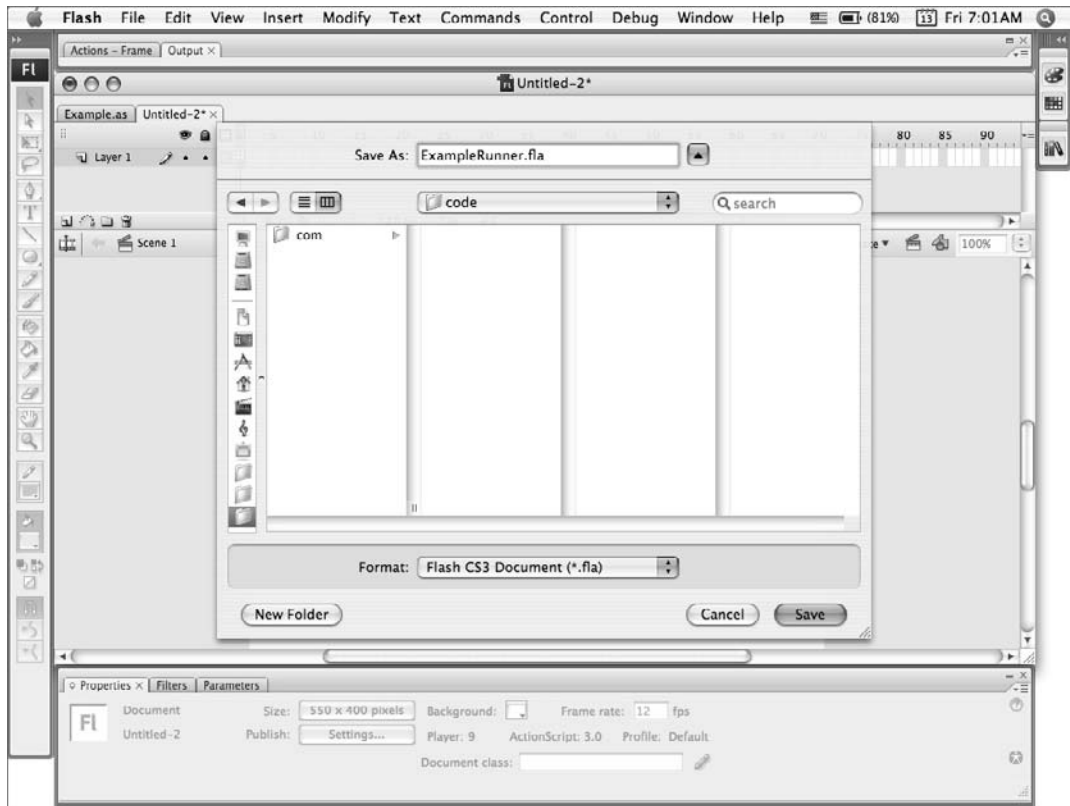 Flash File Edit View Insert Modify Text Commands Control Debug Window Help (81%) 13 Fri 7:01AM
Actions - Frame Output ×
Fl
Untitled-2*
Example.as Untitled-2* ×
80 85 90
Layer 1
Save As: ExampleRunner.fla
code
search
Scene 1
com
100%
Format: Flash CS3 Document (*.fla)
New Folder Cancel Save
Properties × Filters Parameters
Fl
Document Size: 550 x 400 pixels Background: Frame rate: 12 fps
Untitled-2 Publish: Settings... Player: 9 ActionScript: 3.0 Profile: Default
Document class: